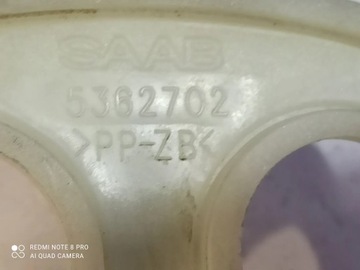 SAAB
5362702
>PP-ZB<
REDMI NOTE 8 PRO
AI QUAD CAMERA